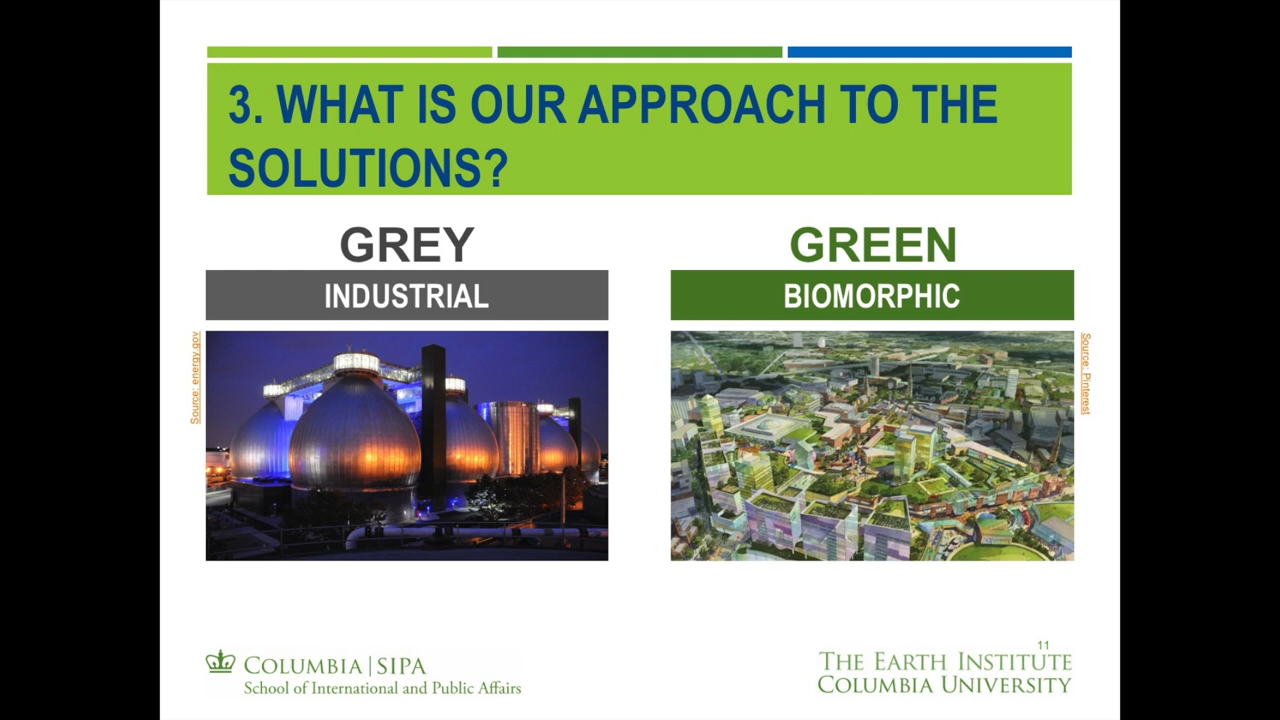 3. WHAT IS OUR APPROACH TO THE
SOLUTIONS?
GREY
INDUSTRIAL
Source: energy.gov
GREEN
BIOMORPHIC
Source: Pinterest
COLUMBIA | SIPA
School of International and Public Affairs
11
THE EARTH INSTITUTE
COLUMBIA UNIVERSITY